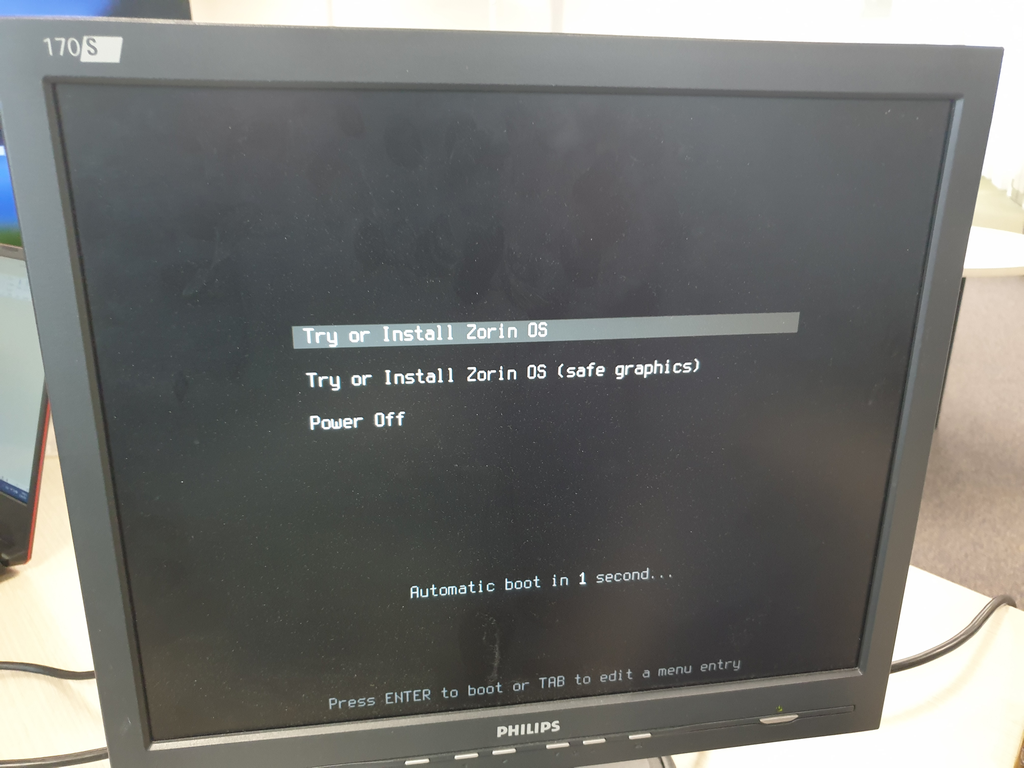 170S
Try or Install Zorin OS
Try or Install Zorin OS (safe graphics)
Power Off
Automatic boot in 1 second...
Press ENTER to boot or TAB to edit a menu entry
PHILIPS